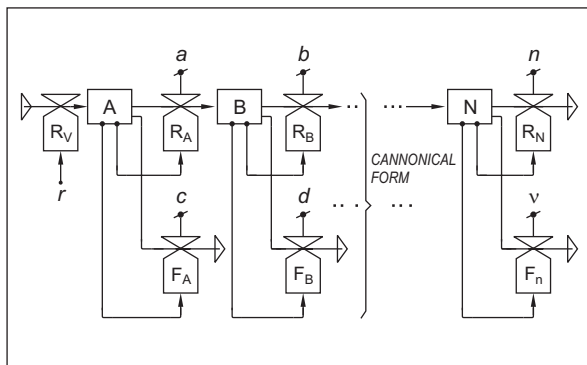 a b n
A B ·· ··· N
R_V R_A R_B R_N
CANNONICAL
FORM
r
c d ·· ·· ··· ν
F_A F_B F_n